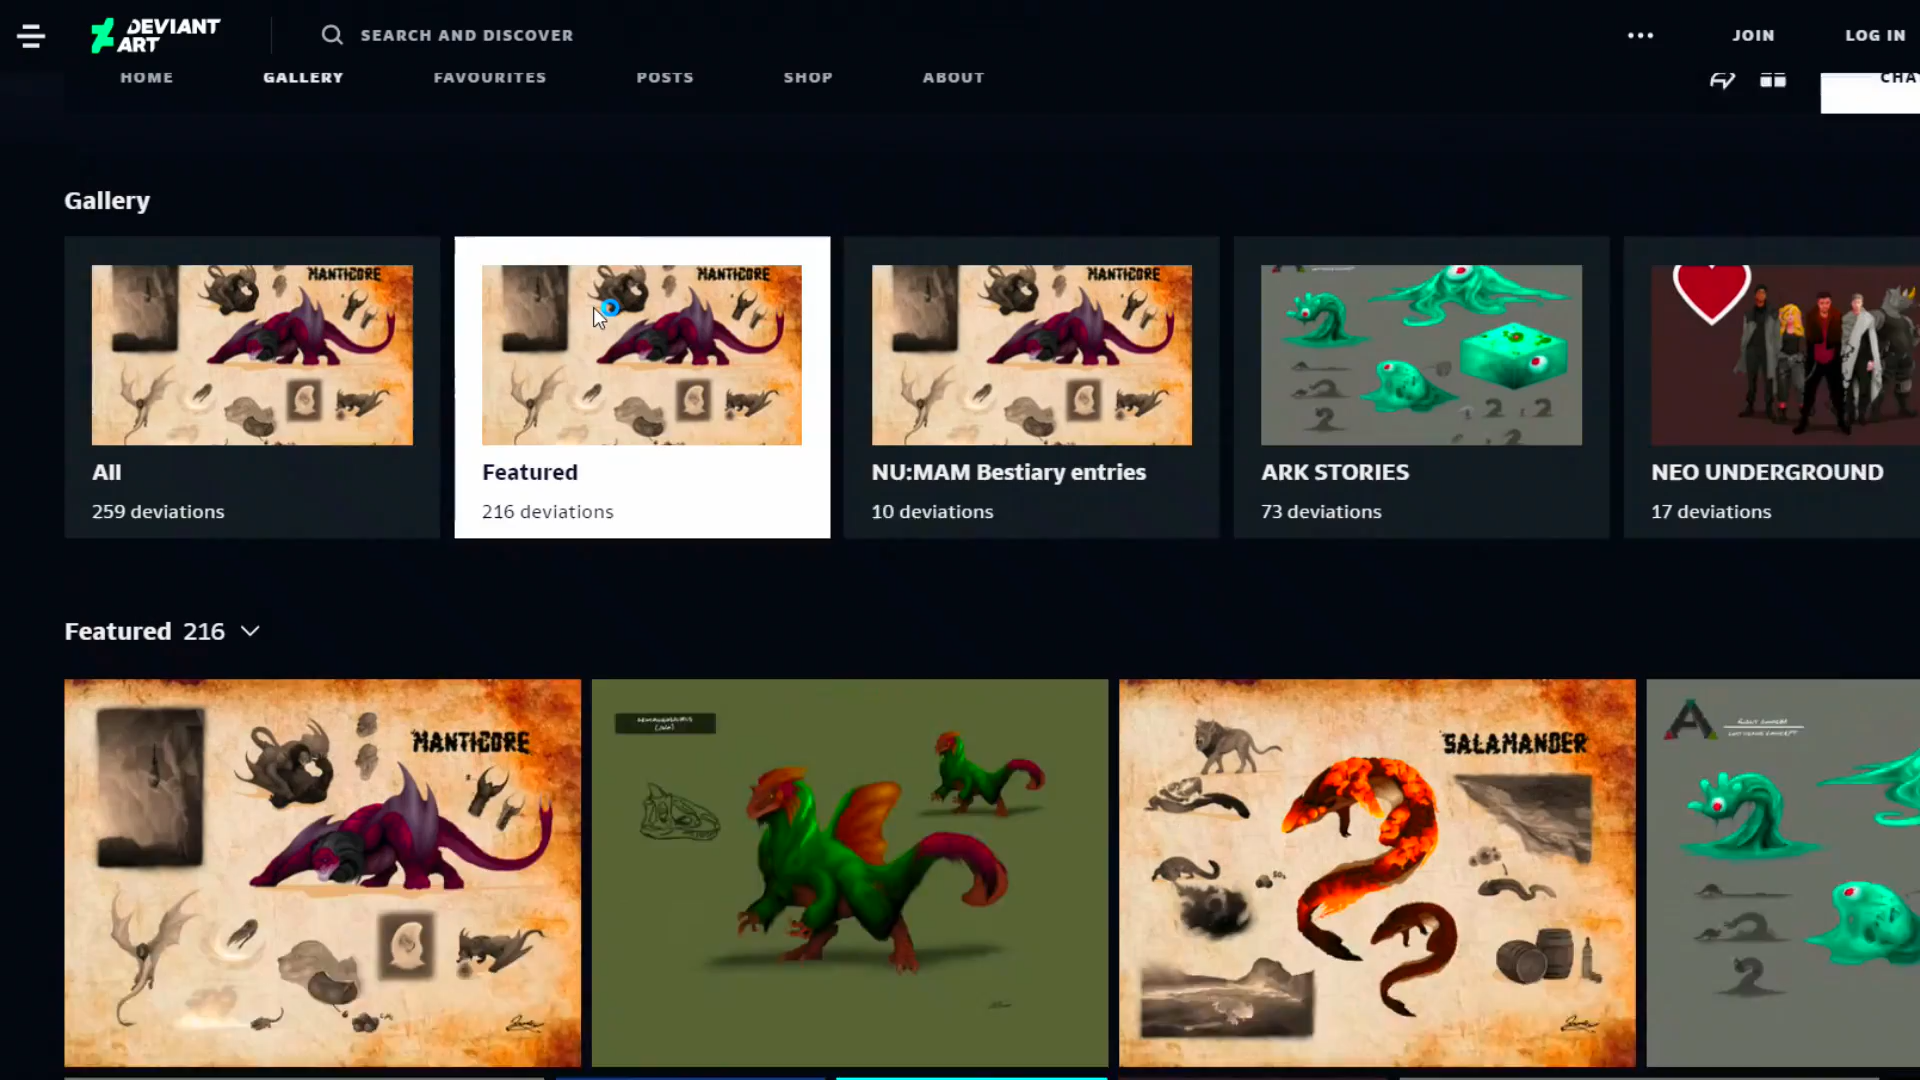 DEVIANT
ART
SEARCH AND DISCOVER
JOIN
LOG IN
HOME
GALLERY
FAVOURITES
POSTS
SHOP
ABOUT
CHA
Gallery
MANTICORE
MANTICORE
MANTICORE
All
Featured
NU:MAM Bestiary entries
ARK STORIES
NEO UNDERGROUND
259 deviations
216 deviations
10 deviations
73 deviations
17 deviations
Featured 216
MANTICORE
SALAMANDER